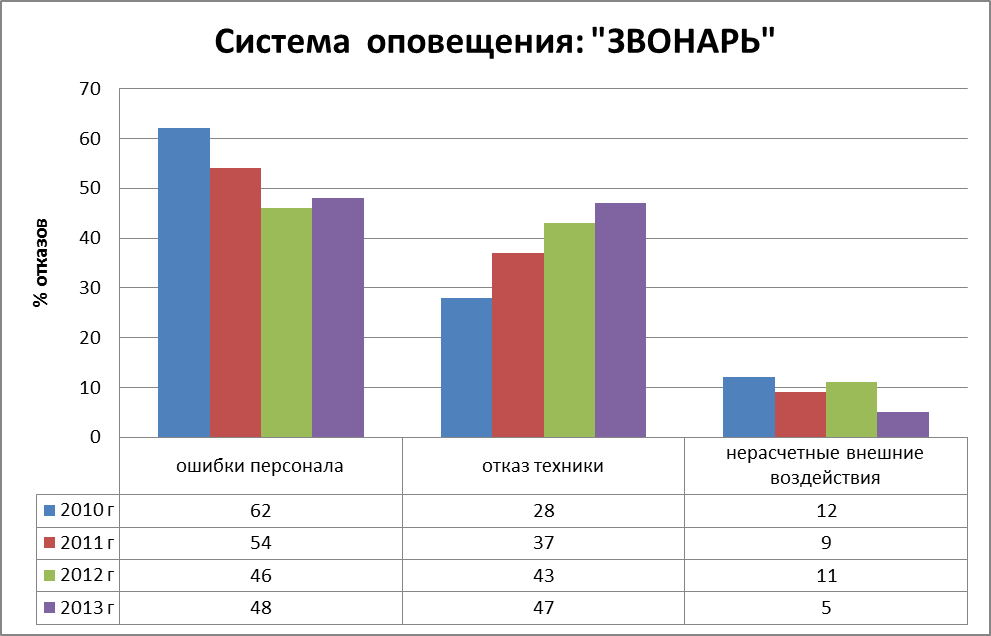 Система оповещения: "ЗВОНАРЬ"
70
60
50
40
30
20
10
0
% отказов
ошибки персонала
отказ техники
нерасчетные внешние
воздействия
2010 г 62 28 12
2011 г 54 37 9
2012 г 46 43 11
2013 г 48 47 5